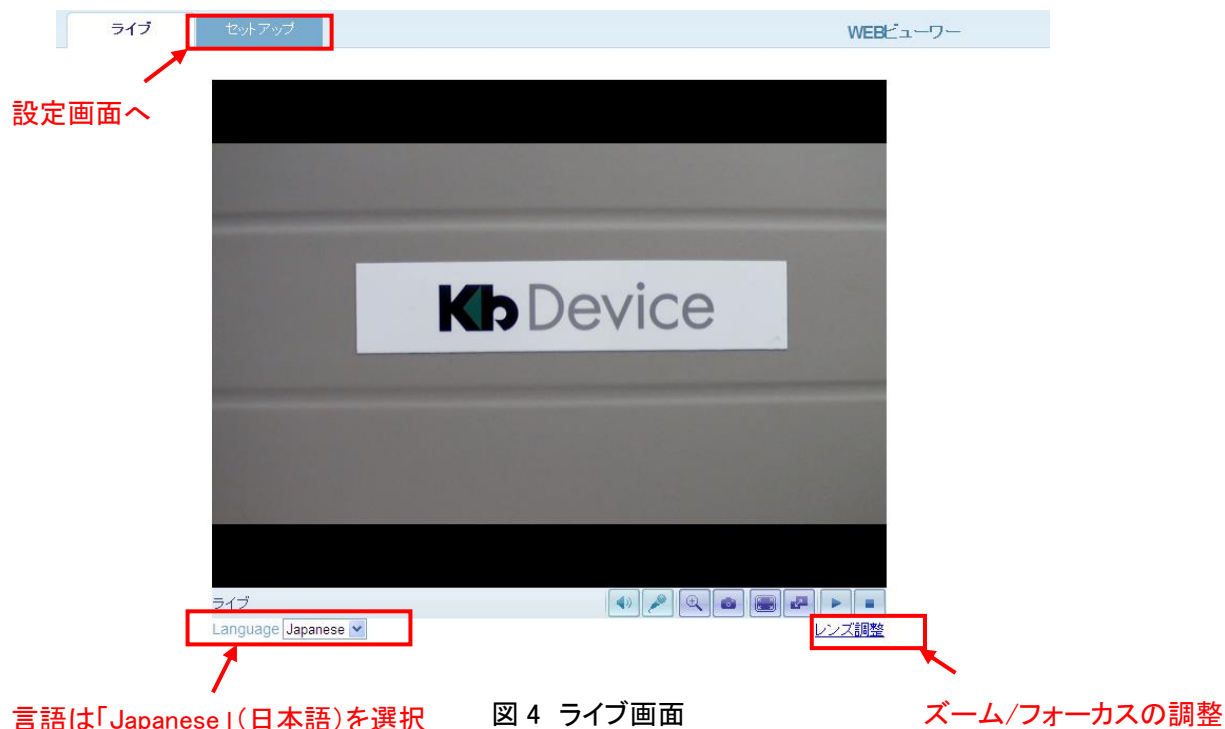 ライブ
セットアップ
WEBビューワー
設定画面へ
Kb Device
ライブ
Language Japanese
レンズ調整
言語は「Japanese」(日本語)を選択
図 4 ライブ画面
ズーム/フォーカスの調整